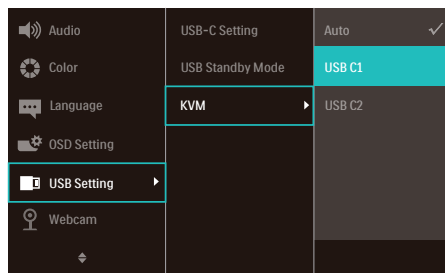 Audio
Color
Language
OSD Setting
USB Setting
Webcam
USB-C Setting
USB Standby Mode
KVM
Auto
USB C1
USB C2